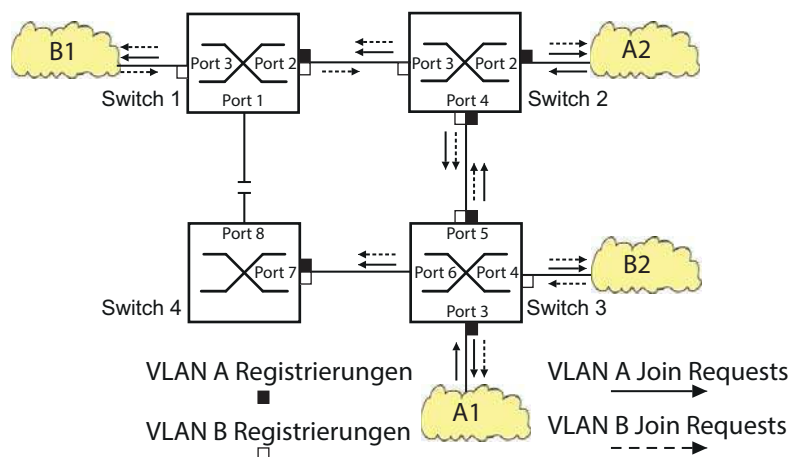 B1
Port 3
Port 2
Port 1
Switch 1
Port 3
Port 2
Port 4
Switch 2
A2
Port 8
Port 7
Switch 4
Port 5
Port 6
Port 4
Port 3
Switch 3
B2
A1
VLAN A Registrierungen
VLAN B Registrierungen
VLAN A Join Requests
VLAN B Join Requests